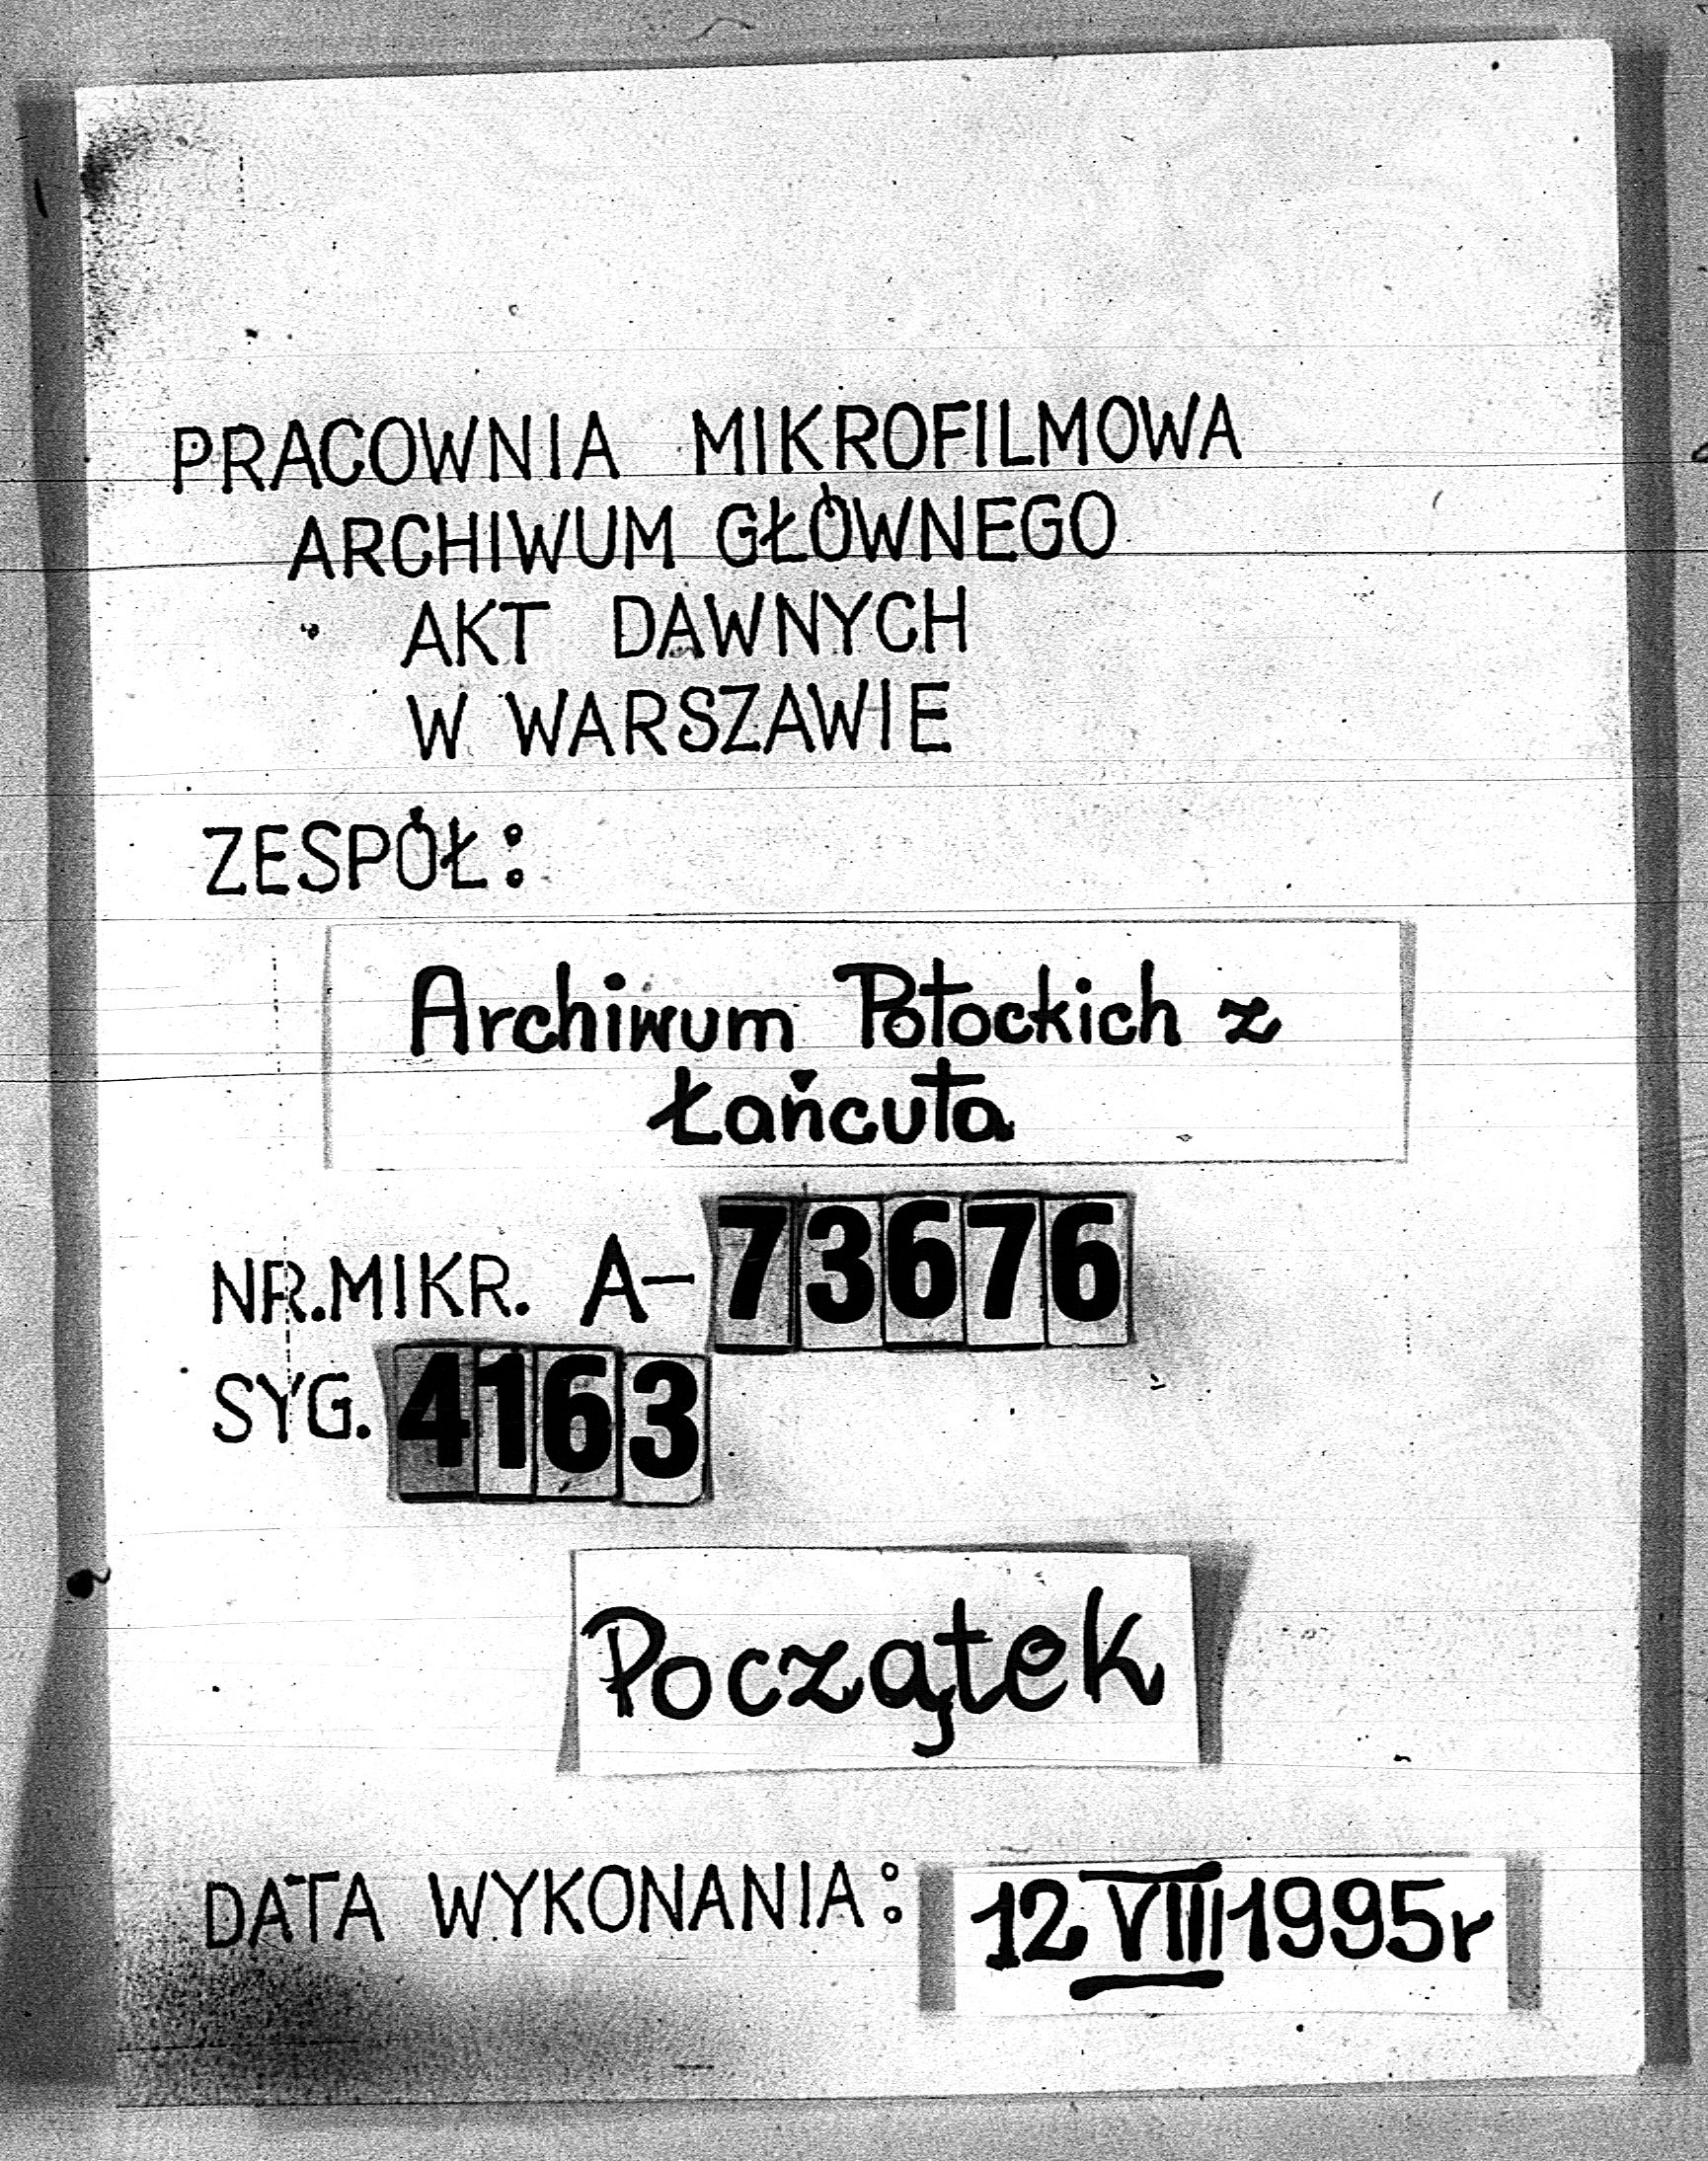 PRACOWNIA MIKROFILMOWA
ARCHIWUM GŁÓWNEGO
AKT DAWNYCH
W WARSZAWIE
ZESPÓŁ:
Archiwum Potockich z
Łańcuta
NR.MIKR. A-73676
SYG. 4163
Początek
DATA WYKONANIA: 12 VIII 1995r